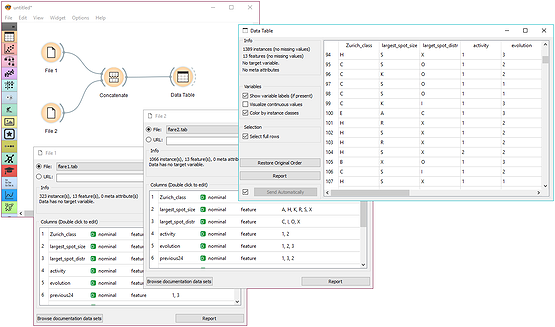 untitled*
File Edit View Widget Options Help
File 1
File 2
Concatenate
Data Table
File 1
File: flare1.tab
URL:
Info
323 instance(s), 13 feature(s), 0 meta attribute(s)
Data has no target variable.
Columns (Double click to edit)
1 Zurich_class D nominal feature
2 largest_spot_size D nominal feature
3 larget_spot_distr D nominal feature
4 activity D nominal feature
5 evolution D nominal feature
6 previous24 D nominal feature 1, 3
Browse documentation data sets
Report
File 2
File: flare2.tab
URL:
Info
1066 instance(s), 13 feature(s), 0 meta attribute(s)
Data has no target variable.
Columns (Double click to edit)
1 Zurich_class D nominal feature
2 largest_spot_size D nominal feature A, H, K, R, S, X
3 larget_spot_distr D nominal feature C, I, O, X
4 activity D nominal feature 1, 2
5 evolution D nominal feature 1, 2, 3
6 previous24 D nominal feature 1, 2, 3
Browse documentation data sets
Report
Data Table
Info
1389 instances (no missing values)
13 features (no missing values)
No target variable.
No meta attributes
Variables
Show variable labels (if present)
Visualize continuous values
Color by instance classes
Selection
Select full rows
Restore Original Order
Report
Send Automatically
Zurich_class largest_spot_size larget_spot_distr activity evolution
94 H S X 1 3
95 C S O 1 2
96 C K O 1 2
97 C S O 1 1
98 C S O 1 1
99 C K I 1 3
100 E A C 1 3
101 H R X 1 2
102 H S X 1 2
103 H R X 1 2
104 H S X 2 2
105 B X O 1 3
106 C S I 1 2
107 H S X 1 1